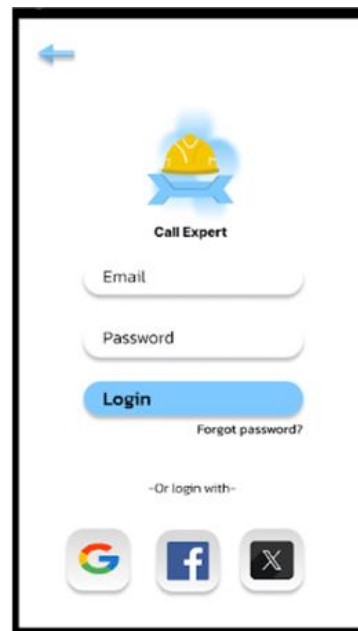 Call Expert
Email
Password
Login
Forgot password?
-Or login with-